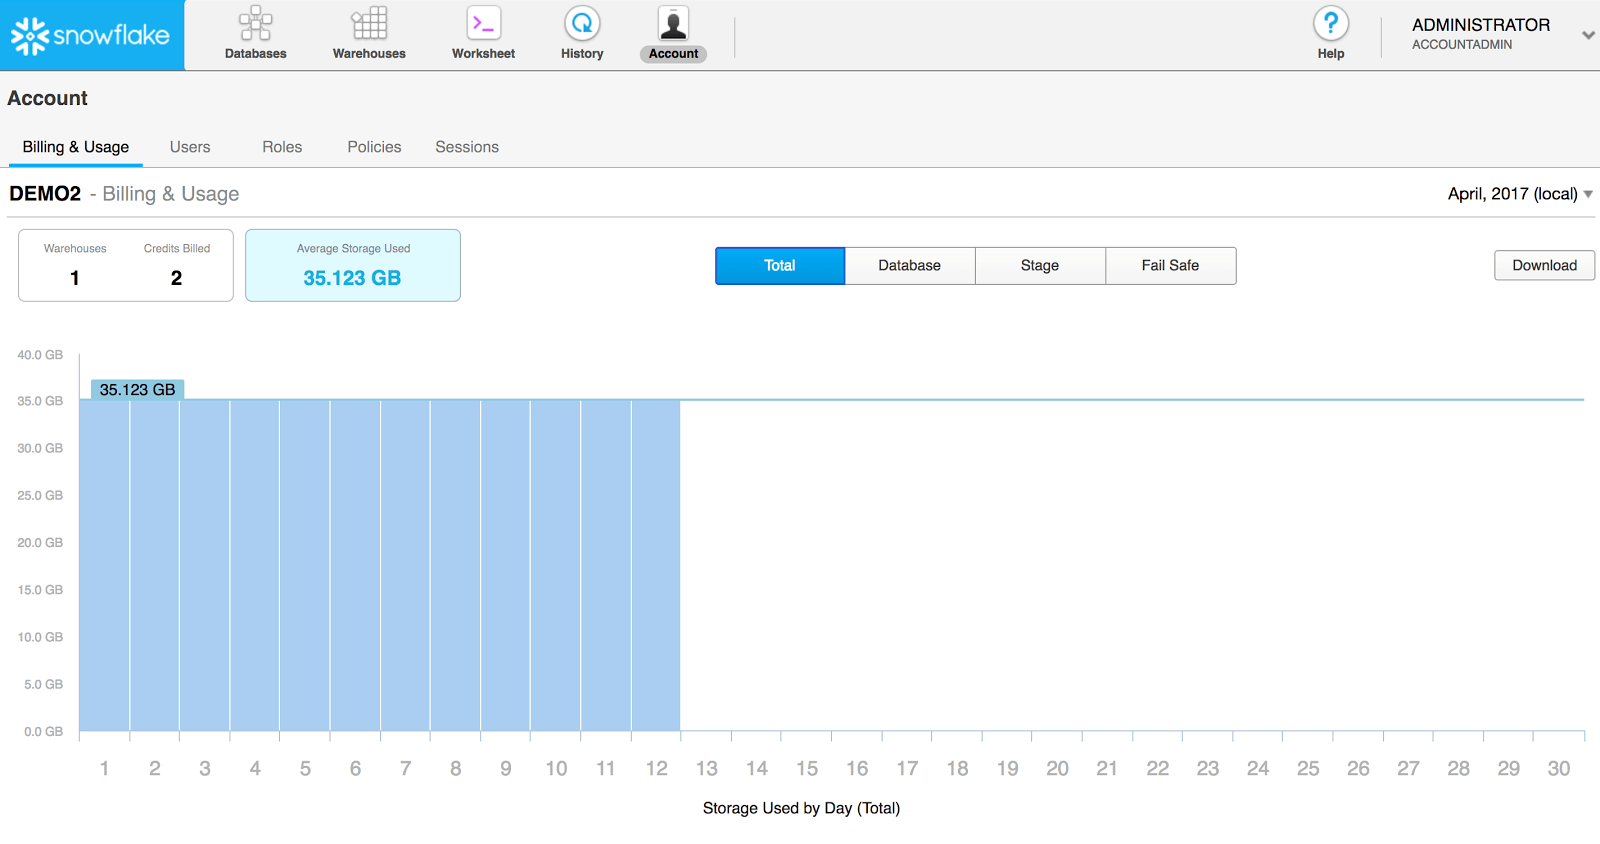 snowflake
Databases
Warehouses
Worksheet
History
Account
Help
ADMINISTRATOR
ACCOUNTADMIN
Account
Billing & Usage
Users
Roles
Policies
Sessions
DEMO2 - Billing & Usage
April, 2017 (local)
Warehouses
Credits Billed
1
2
Average Storage Used
35.123 GB
Total
Database
Stage
Fail Safe
Download
40.0 GB
35.123 GB
35.0 GB
30.0 GB
25.0 GB
20.0 GB
15.0 GB
10.0 GB
5.0 GB
0.0 GB
1 2 3 4 5 6 7 8 9 10 11 12 13 14 15 16 17 18 19 20 21 22 23 24 25 26 27 28 29 30
Storage Used by Day (Total)